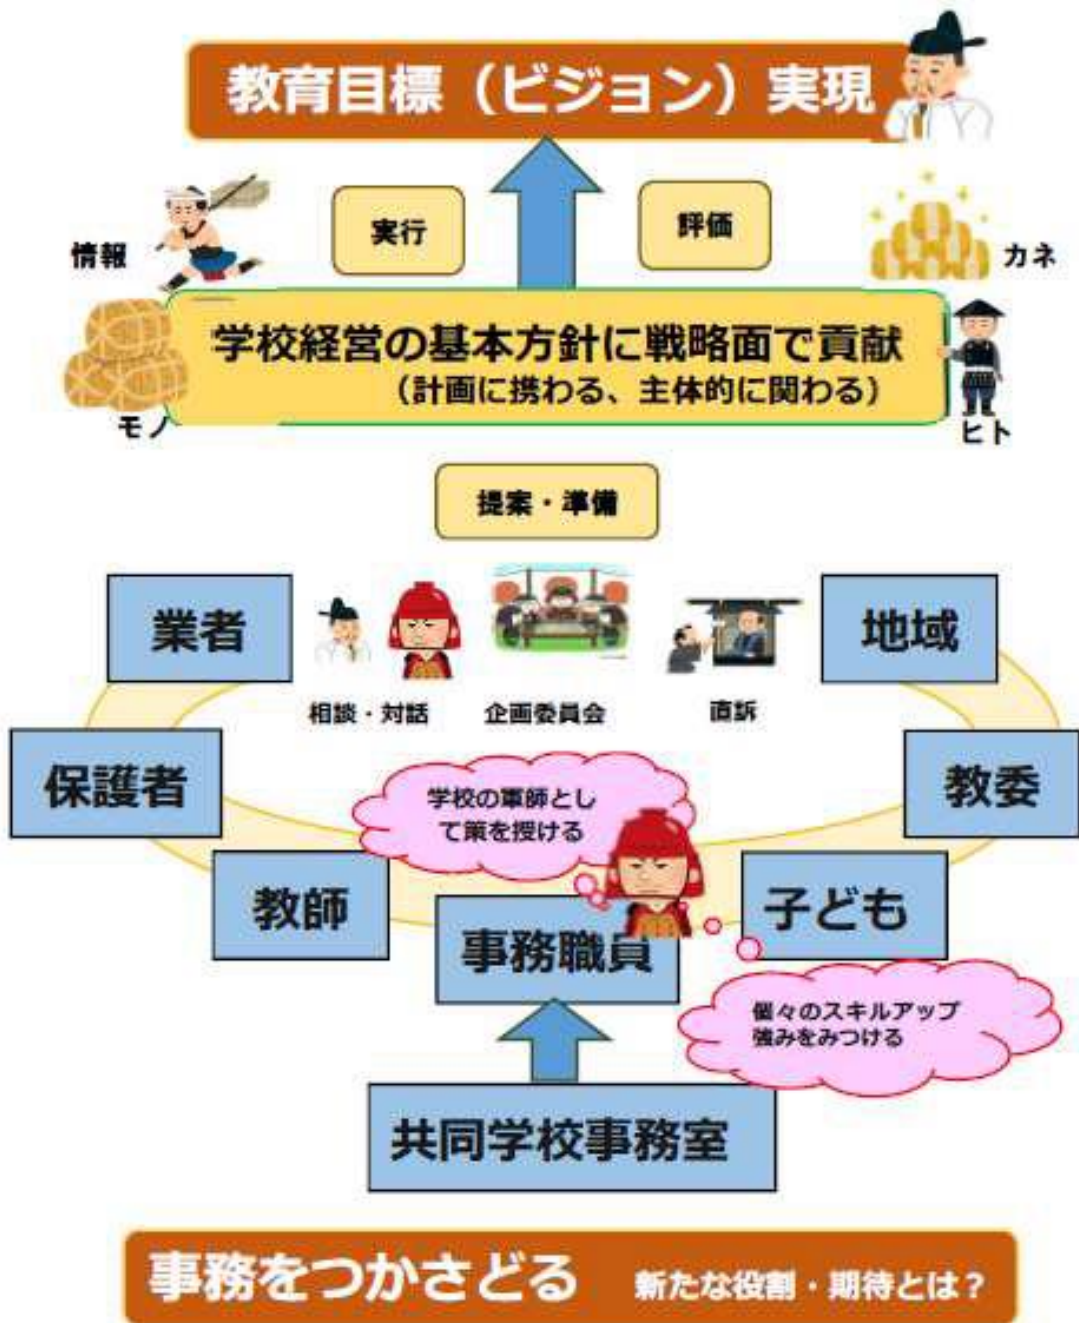 教育目標（ビジョン）実現
実行
評価
情報
カネ
学校経営の基本方針に戦略面で貢献
（計画に携わる、主体的に関わる）
モノ
ヒト
提案・準備
業者
地域
相談・対話
企画委員会
直訴
保護者
教委
学校の軍師とし
て策を授ける
教師
子ども
事務職員
個々のスキルアップ
強みをみつける
共同学校事務室
事務をつかさどる 新たな役割・期待とは？